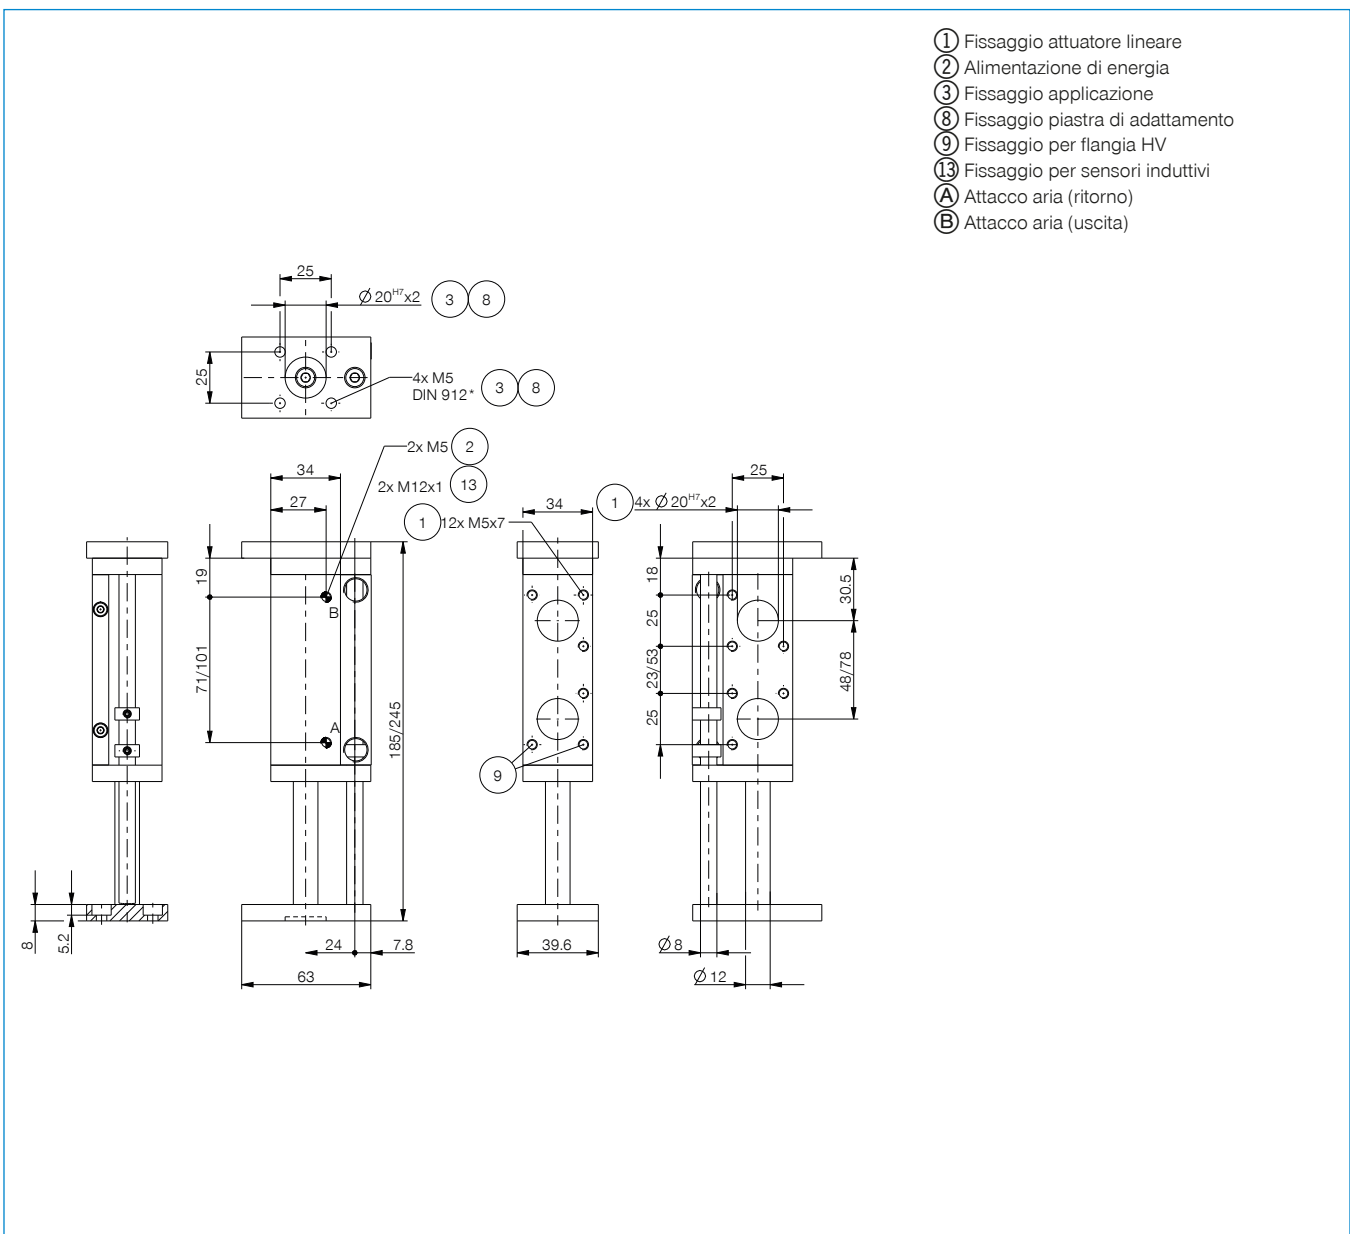 1 Fissaggio attuatore lineare
2 Alimentazione di energia
3 Fissaggio applicazione
8 Fissaggio piastra di adattamento
9 Fissaggio per flangia HV
13 Fissaggio per sensori induttivi
A Attacco aria (ritorno)
B Attacco aria (uscita)
25
Ø 20H7x2 3 8
25
4x M5
DIN 912* 3 8
2x M5 2
34
2x M12x1 13
27
1 12x M5x7
34
1 4x Ø 20H7x2
25
19
B
71/101
A
185/245
18
25
23/53
25
30.5
48/78
9
8
5.2
24
7.8
63
39.6
Ø 8
Ø 12